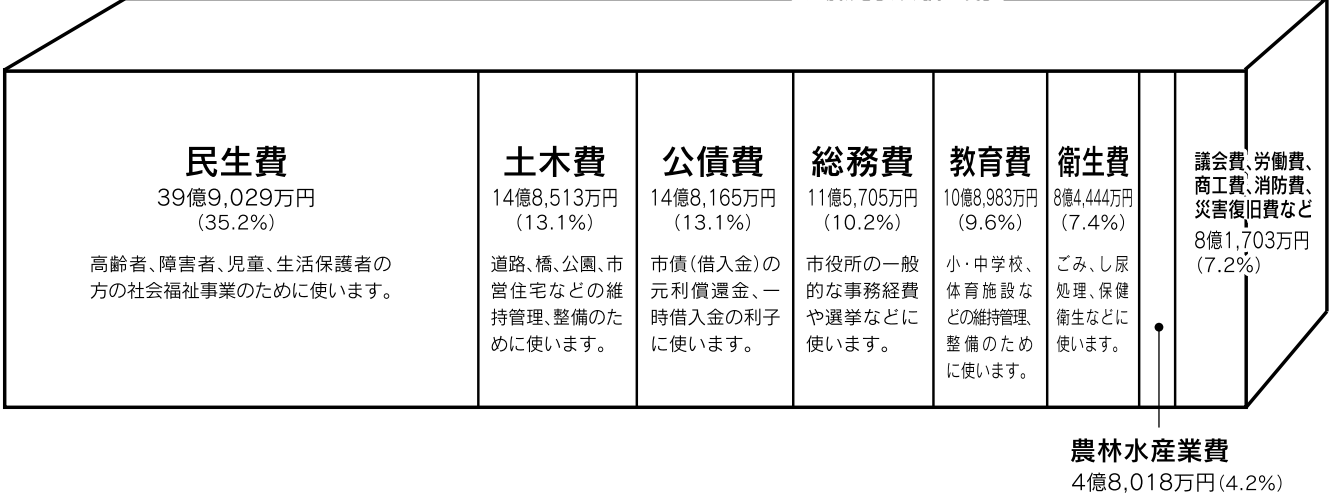 民生費
39億9,029万円
(35.2%)
高齢者、障害者、児童、生活保護者の
方の社会福祉事業のために使います。
土木費
14億8,513万円
(13.1%)
道路、橋、公園、市
営住宅などの維
持管理、整備のた
めに使います。
公債費
14億8,165万円
(13.1%)
市債(借入金)の
元利償還金、一
時借入金の利子
に使います。
総務費
11億5,705万円
(10.2%)
市役所の一般
的な事務経費
や選挙などに
使います。
教育費
10億8,983万円
(9.6%)
小・中学校、
体育施設な
どの維持管理、
整備のため
に使います。
衛生費
8億4,444万円
(7.4%)
ごみ、し尿
処理、保健
衛生などに
使います。
議会費、労働費、
商工費、消防費、
災害復旧費など
8億1,703万円
(7.2%)
農林水産業費
4億8,018万円(4.2%)